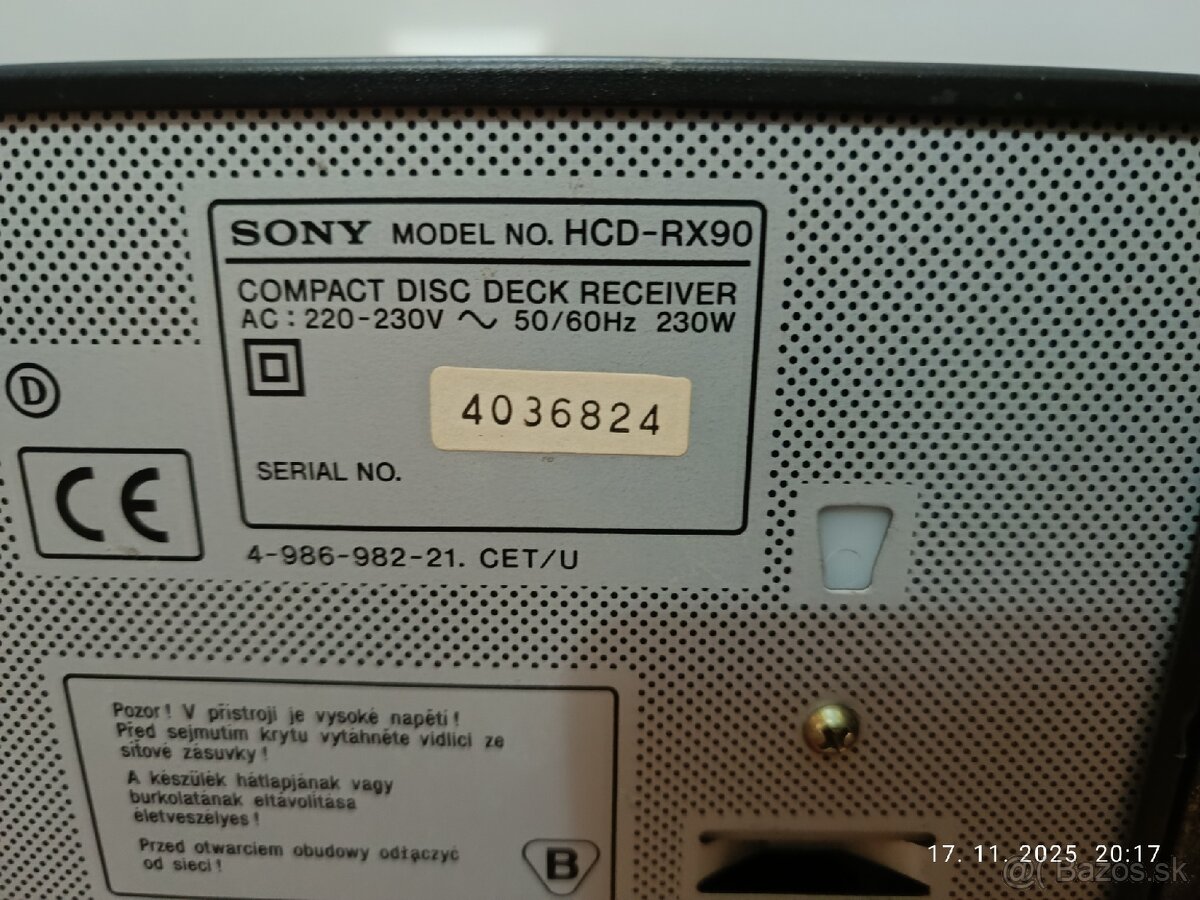 SONY MODEL NO. HCD-RX90
COMPACT DISC DECK RECEIVER
AC : 220-230V ∿ 50/60Hz 230W
D
4036824
CE
SERIAL NO.
4-986-982-21. CET/U
Pozor! V přístroji je vysoké napětí!
Před sejmutím krytu vytáhněte vidlici ze
síťové zásuvky!
A készülék hátlapjának vagy
burkolatának eltávolítása
életveszélyes!
Przed otwarciem obudowy odłączyć
od sieci!
B
17. 11. 2025 20:17
Bazos.sk